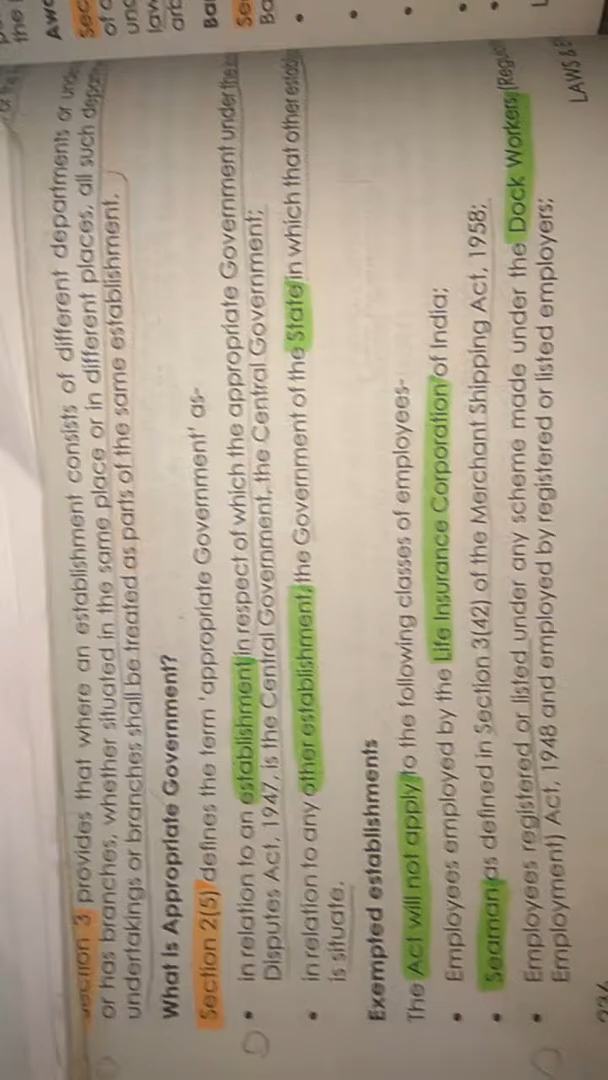 Section 3 provides that where an establishment consists of different departments or
or has branches, whether situated in the same place or in different places, all such
undertakings or branches shall be treated as parts of the same establishment.
What is Appropriate Government?
Section 2(5) defines the term 'appropriate Government' as-
• in relation to an establishment in respect of which the appropriate Government under the
Disputes Act, 1947, is the Central Government, the Central Government;
• in relation to any other establishment, the Government of the State in which that other
is situate.
Exempted establishments
The Act will not apply to the following classes of employees-
• Employees employed by the Life Insurance Corporation of India;
• Seaman as defined in Section 3(42) of the Merchant Shipping Act, 1958;
• Employees registered or listed under any scheme made under the Dock Workers
Employment) Act, 1948 and employed by registered or listed employers;
LAWS